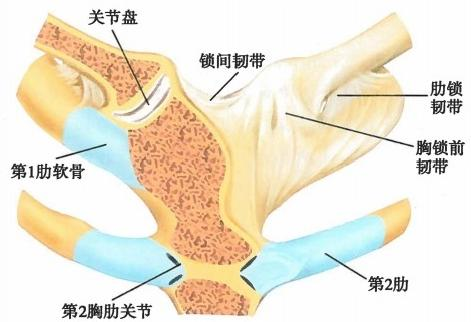 关节盘
锁间韧带
肋锁
韧带
胸锁前
韧带
第1肋软骨
第2肋
第2胸肋关节